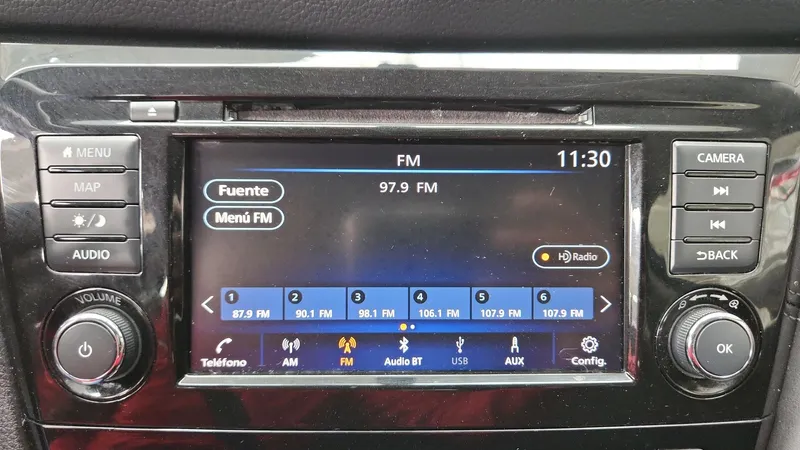 MENU
MAP
AUDIO
VOLUME
FM
11:30
Fuente
97.9 FM
Menú FM
HD Radio
1 2 3 4 5 6
87.9 FM 90.1 FM 98.1 FM 106.1 FM 107.9 FM 107.9 FM
Teléfono AM FM Audio BT USB AUX Config.
CAMERA
BACK
OK